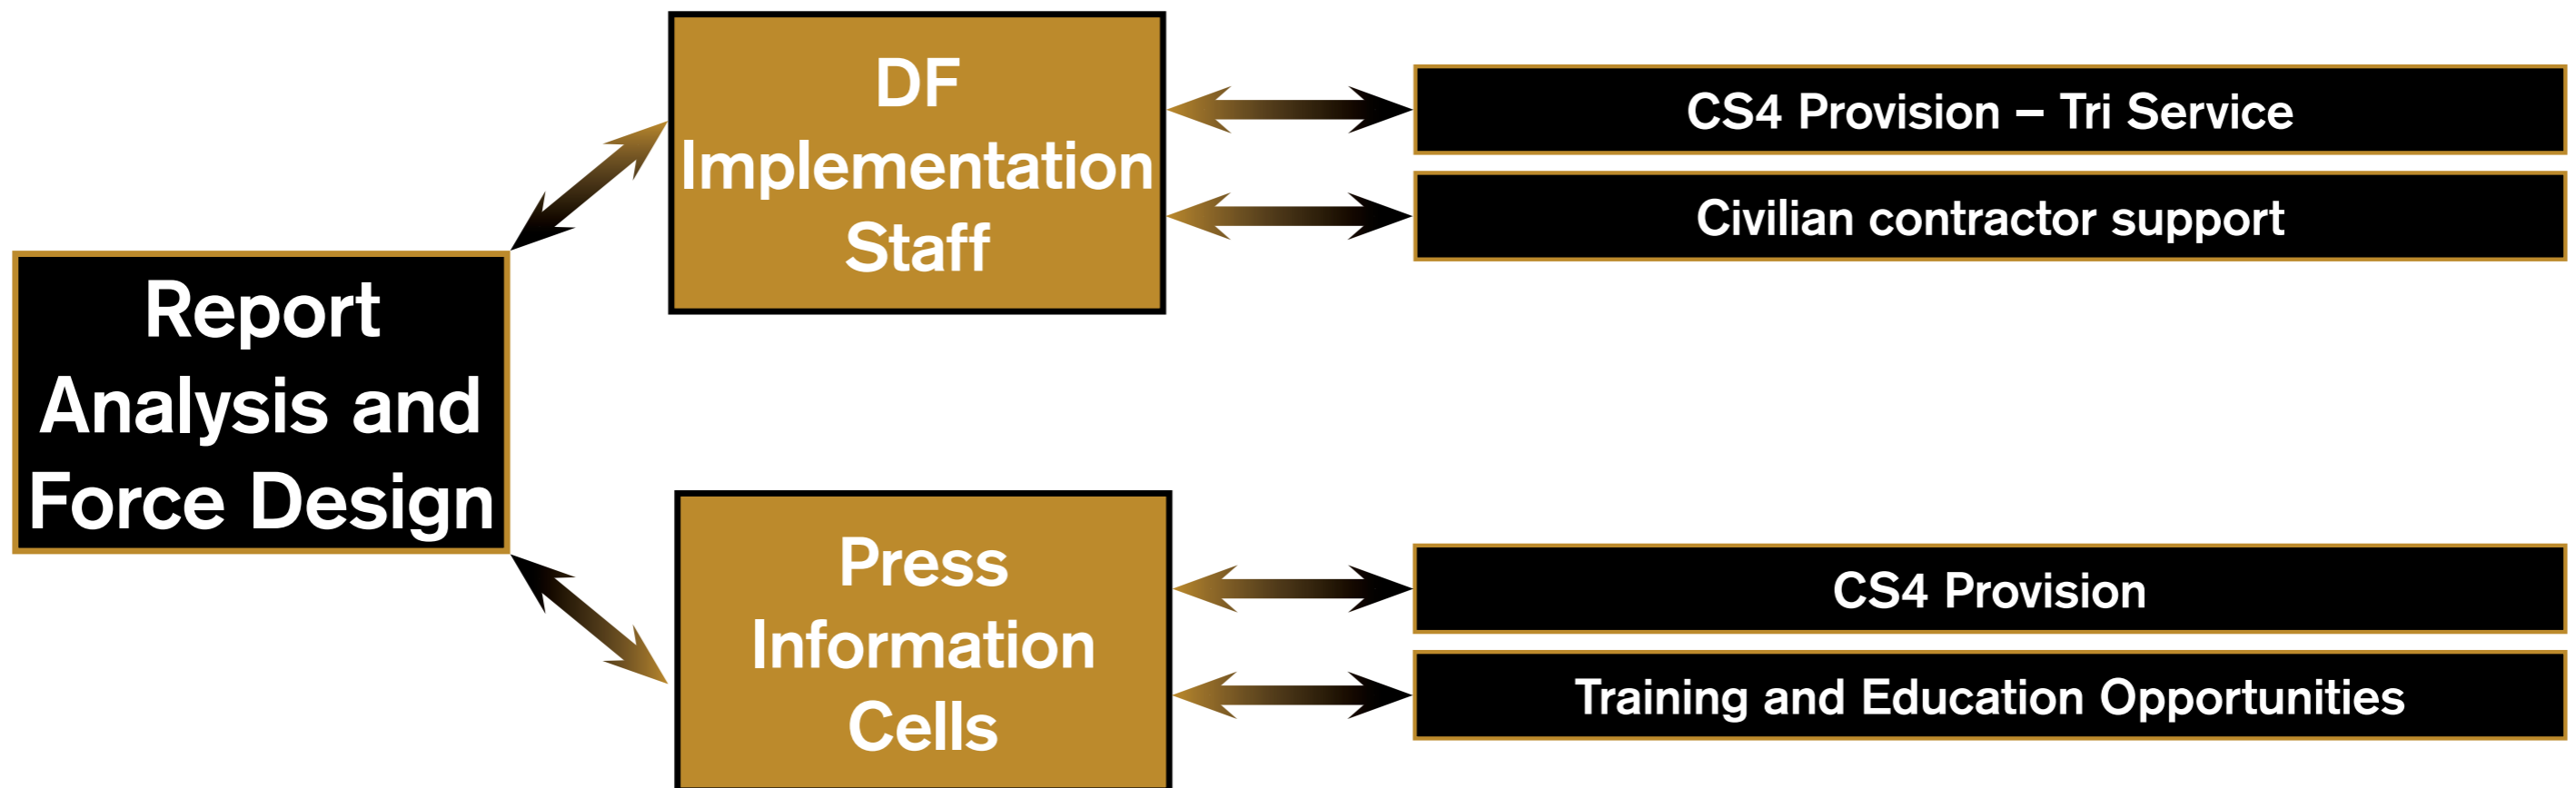 Report
Analysis and
Force Design
DF
Implementation
Staff
CS4 Provision – Tri Service
Civilian contractor support
Press
Information
Cells
CS4 Provision
Training and Education Opportunities